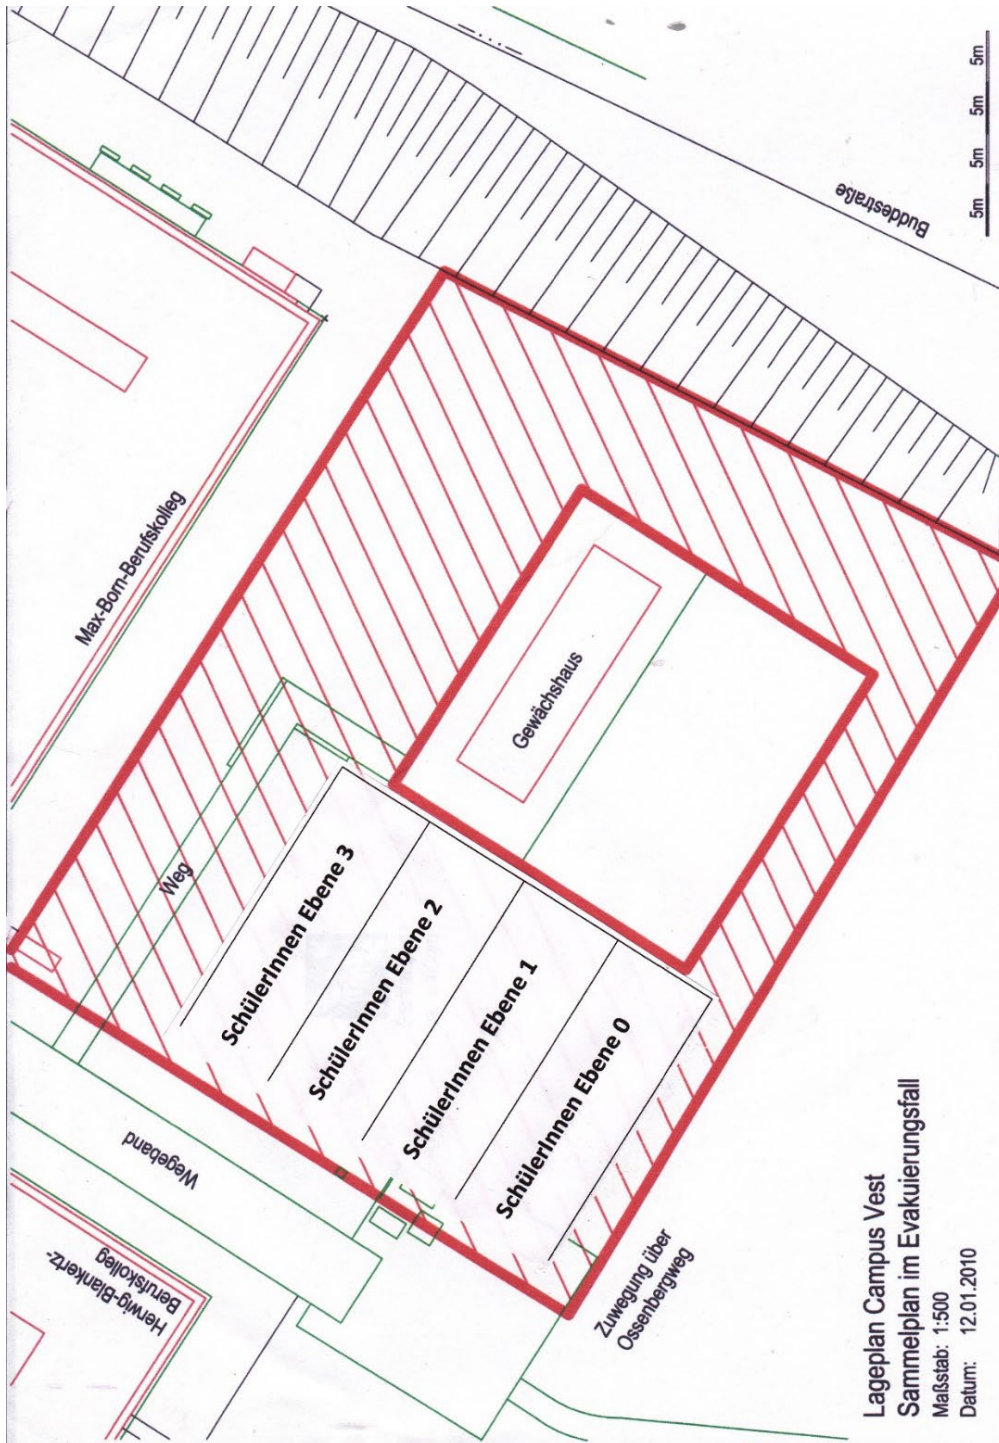 Max-Born-Berufskolleg
Buddestraße
5m 5m 5m 5m
Gewächshaus
Weg
SchülerInnen Ebene 3
SchülerInnen Ebene 2
SchülerInnen Ebene 1
SchülerInnen Ebene 0
Wegeband
Herwig-Blankertz-
Berufskolleg
Zuwegung über
Ossenbergweg
Lageplan Campus Vest
Sammelplan im Evakuierungsfall
Maßstab: 1:500
Datum: 12.01.2010